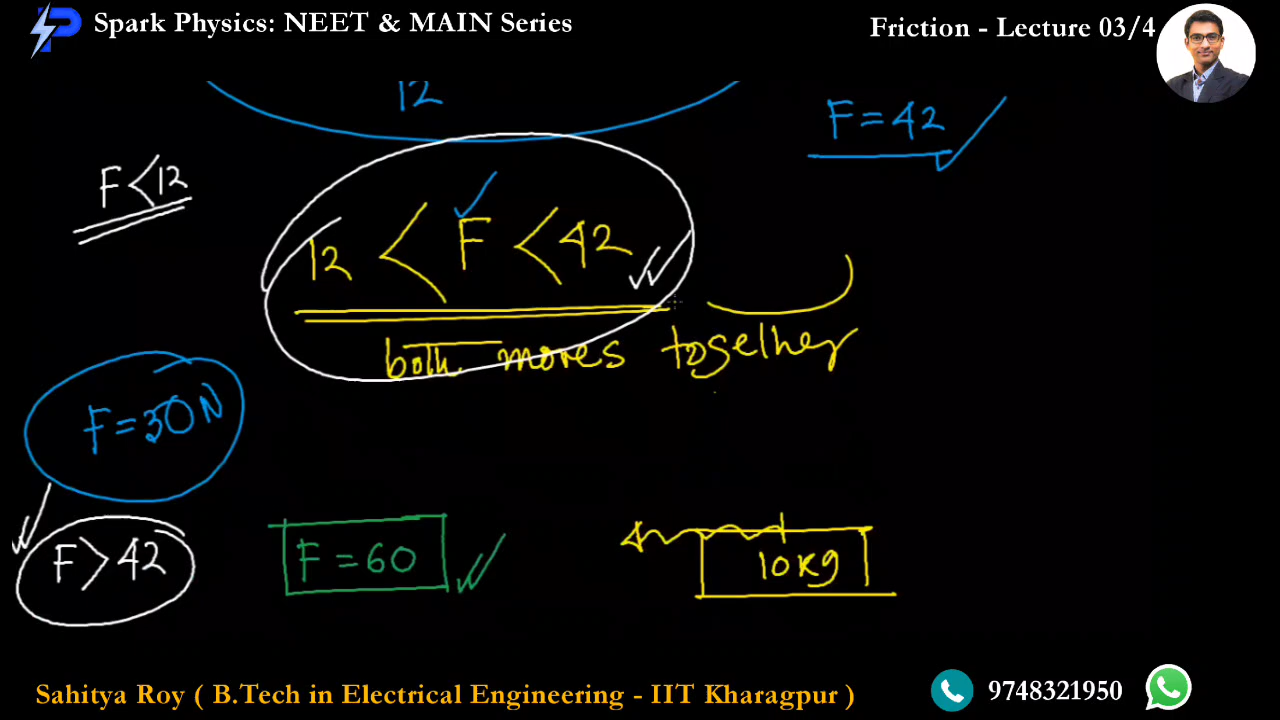 Spark Physics: NEET & MAIN Series
Friction - Lecture 03/4
12
F = 42
F < 12
12 < F < 42
both moves together
F = 30N
F > 42
F = 60
10kg
Sahitya Roy ( B.Tech in Electrical Engineering - IIT Kharagpur )
9748321950